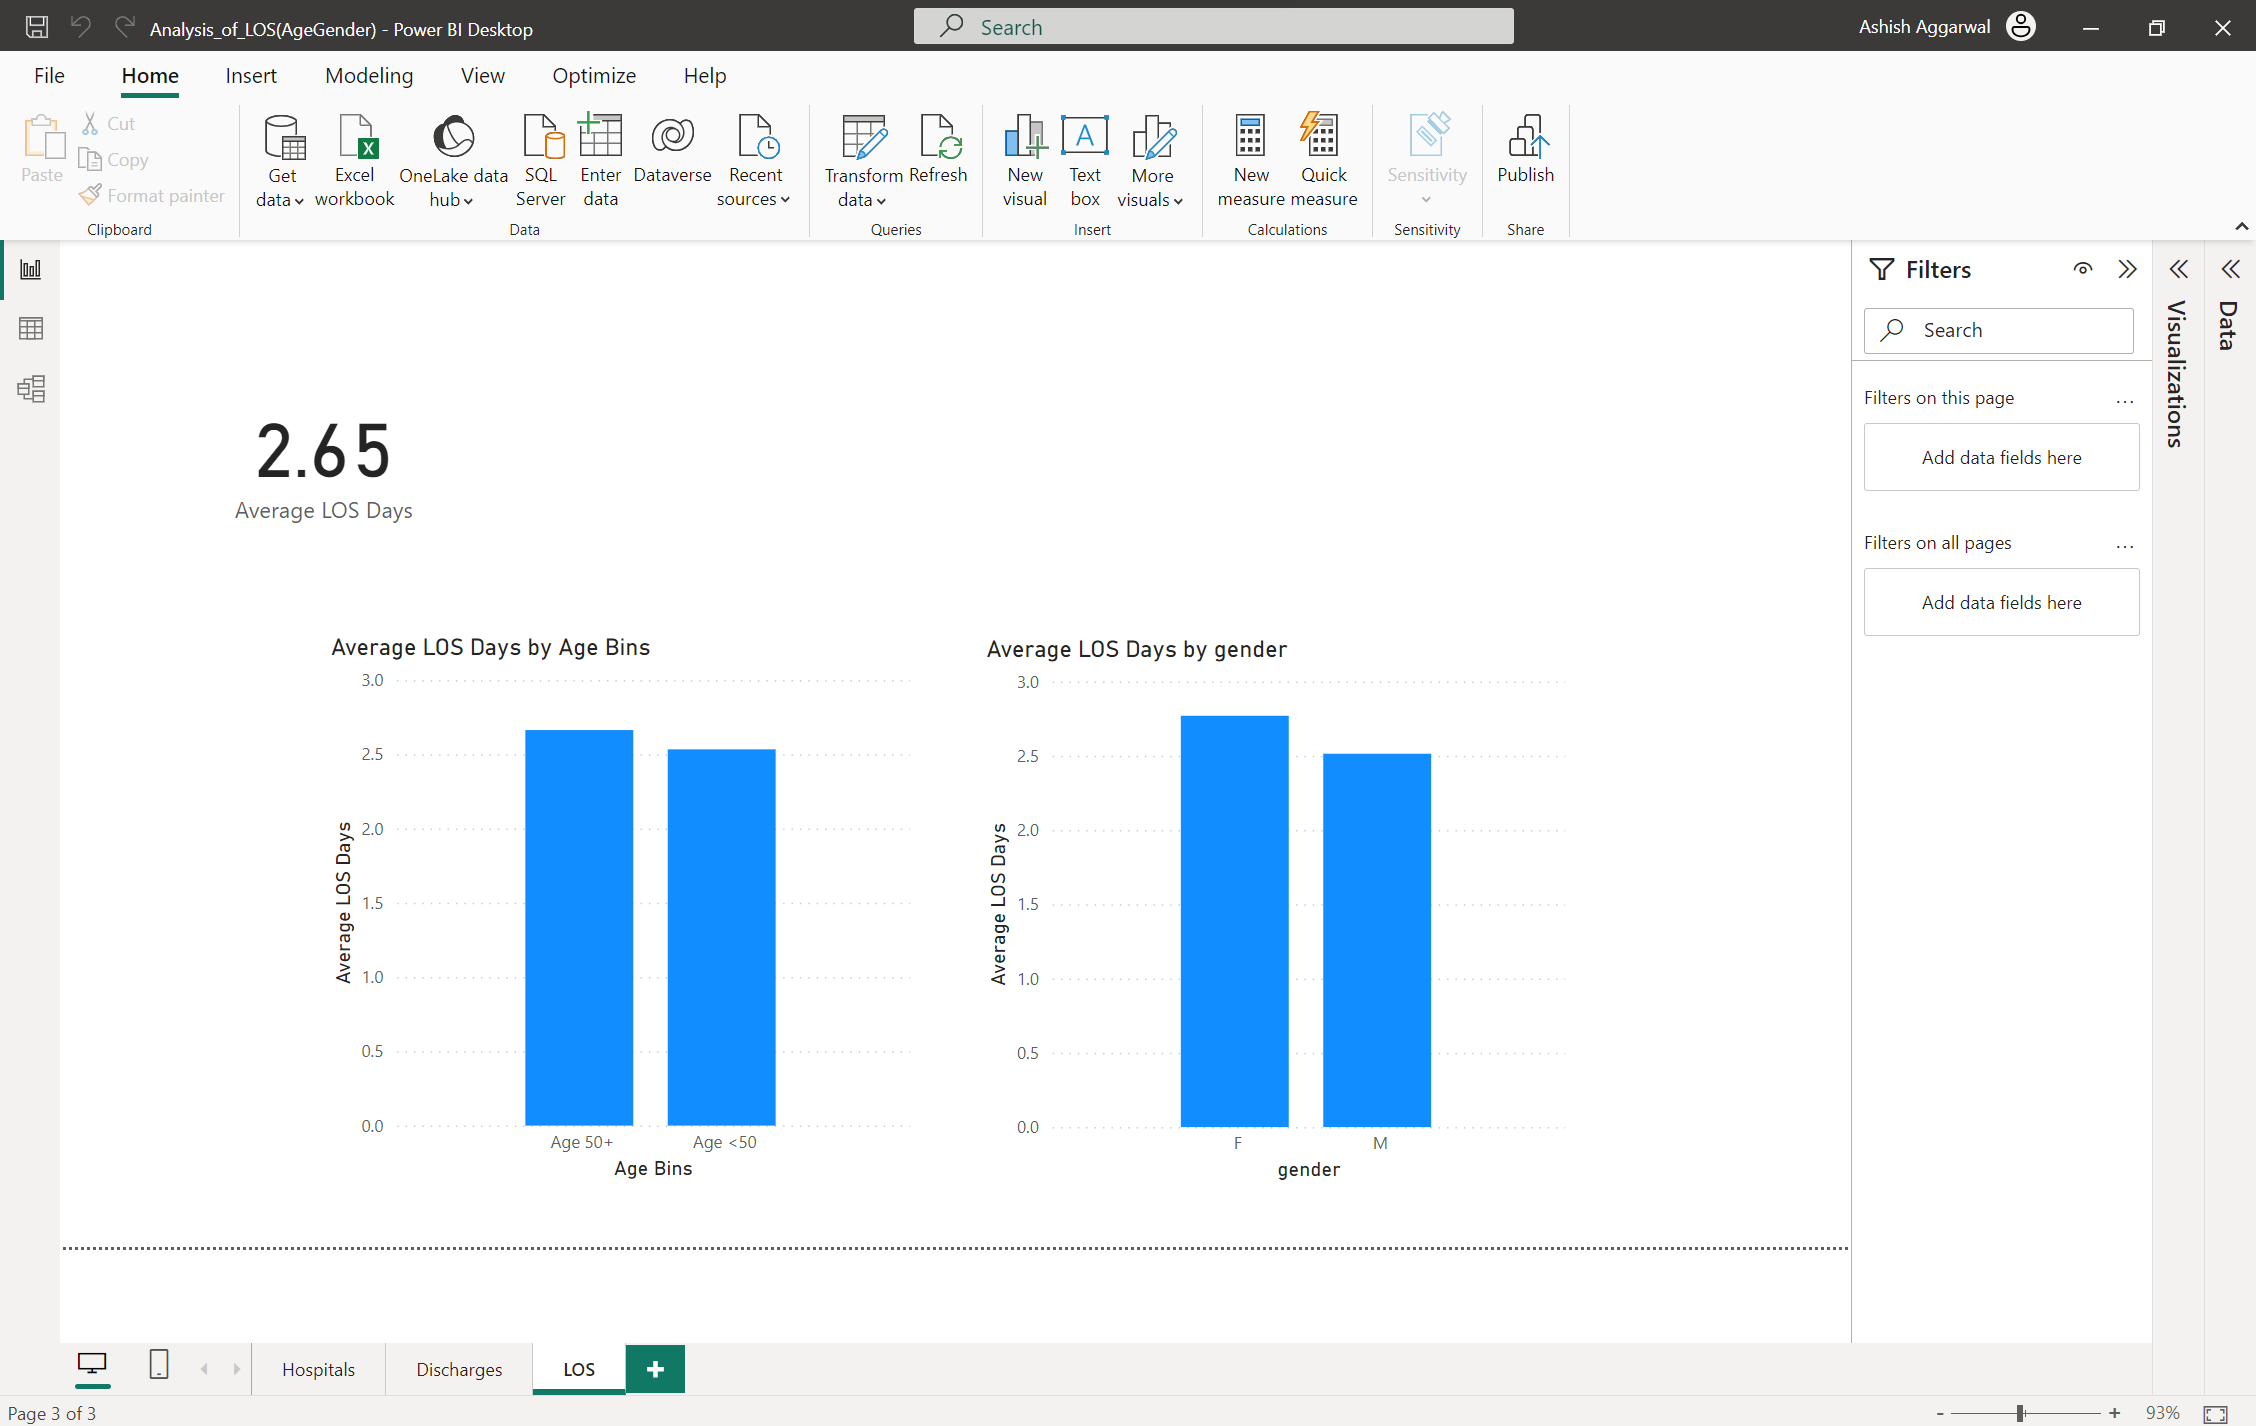 Analysis_of_LOS(AgeGender) - Power BI Desktop
Search
Ashish Aggarwal
File
Home
Insert
Modeling
View
Optimize
Help
Paste
Cut
Copy
Format painter
Clipboard
Get
data
Excel
workbook
OneLake data
hub
SQL
Server
Enter
data
Dataverse
Recent
sources
Data
Transform
data
Refresh
Queries
New
visual
A
Text
box
More
visuals
Insert
New
measure
Quick
measure
Calculations
Sensitivity
Sensitivity
Publish
Share
2.65
Average LOS Days
Average LOS Days by Age Bins
Average LOS Days
3.0
2.5
2.0
1.5
1.0
0.5
0.0
Age 50+
Age <50
Age Bins
Average LOS Days by gender
Average LOS Days
3.0
2.5
2.0
1.5
1.0
0.5
0.0
F
M
gender
Filters
Search
Filters on this page
...
Add data fields here
Filters on all pages
...
Add data fields here
Visualizations
Data
Hospitals
Discharges
LOS
+
Page 3 of 3
-
+
93%